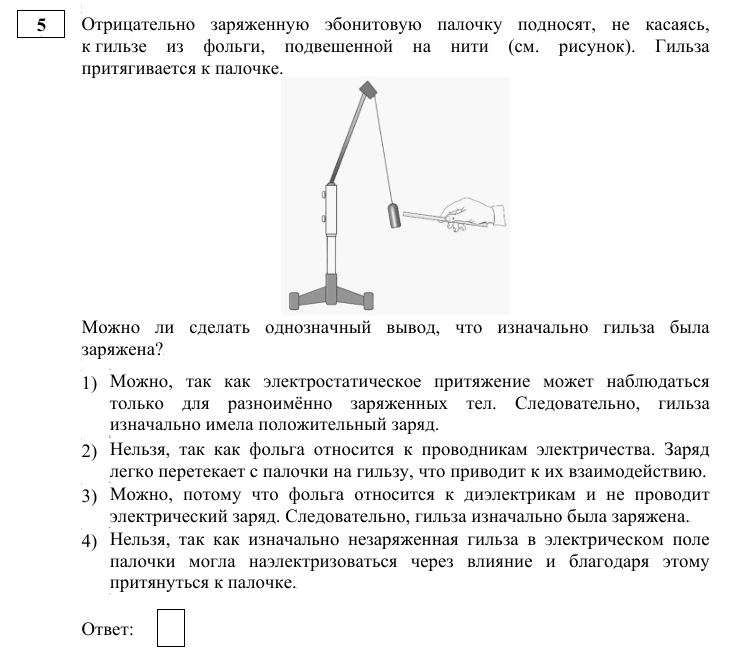 5
Отрицательно заряженную эбонитовую палочку подносят, не касаясь,
к гильзе из фольги, подвешенной на нити (см. рисунок). Гильза
притягивается к палочке.
Можно ли сделать однозначный вывод, что изначально гильза была
заряжена?
1) Можно, так как электростатическое притяжение может наблюдаться
только для разноимённо заряженных тел. Следовательно, гильза
изначально имела положительный заряд.
2) Нельзя, так как фольга относится к проводникам электричества. Заряд
легко перетекает с палочки на гильзу, что приводит к их взаимодействию.
3) Можно, потому что фольга относится к диэлектрикам и не проводит
электрический заряд. Следовательно, гильза изначально была заряжена.
4) Нельзя, так как изначально незаряженная гильза в электрическом поле
палочки могла наэлектризоваться через влияние и благодаря этому
притянуться к палочке.
Ответ: